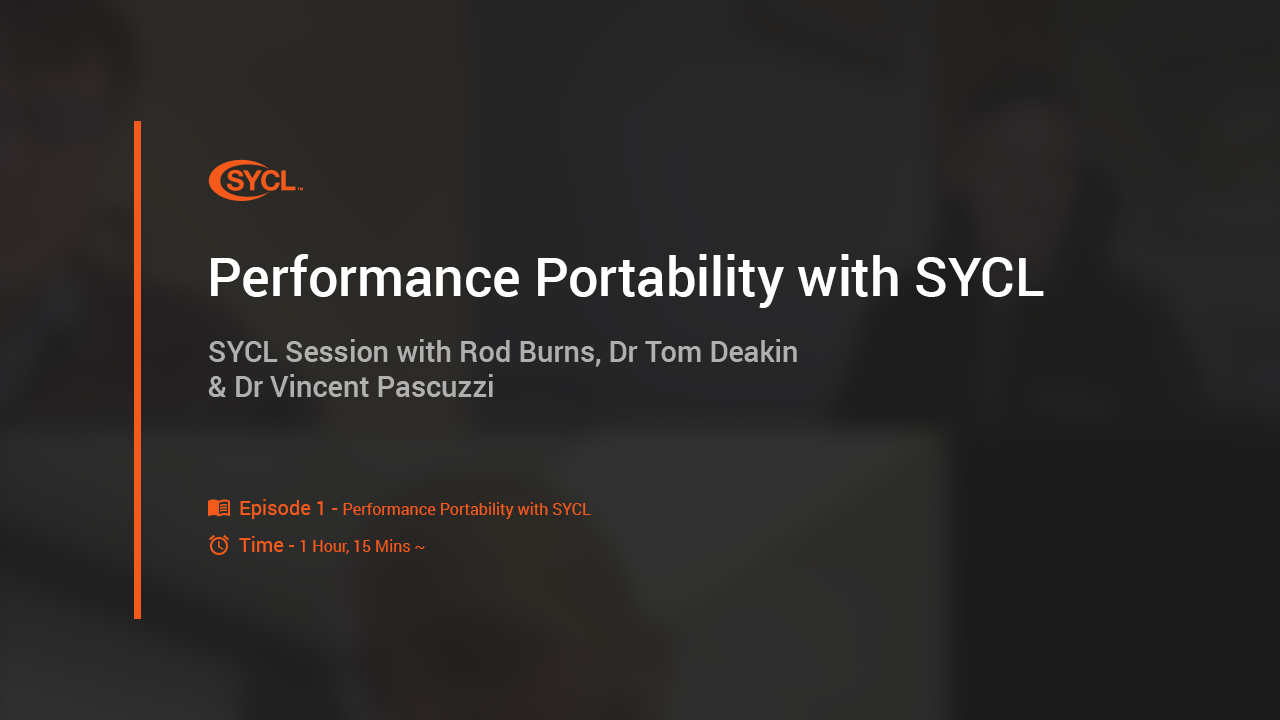 SYCL™
Performance Portability with SYCL
SYCL Session with Rod Burns, Dr Tom Deakin
& Dr Vincent Pascuzzi
Episode 1 - Performance Portability with SYCL
Time - 1 Hour, 15 Mins ~